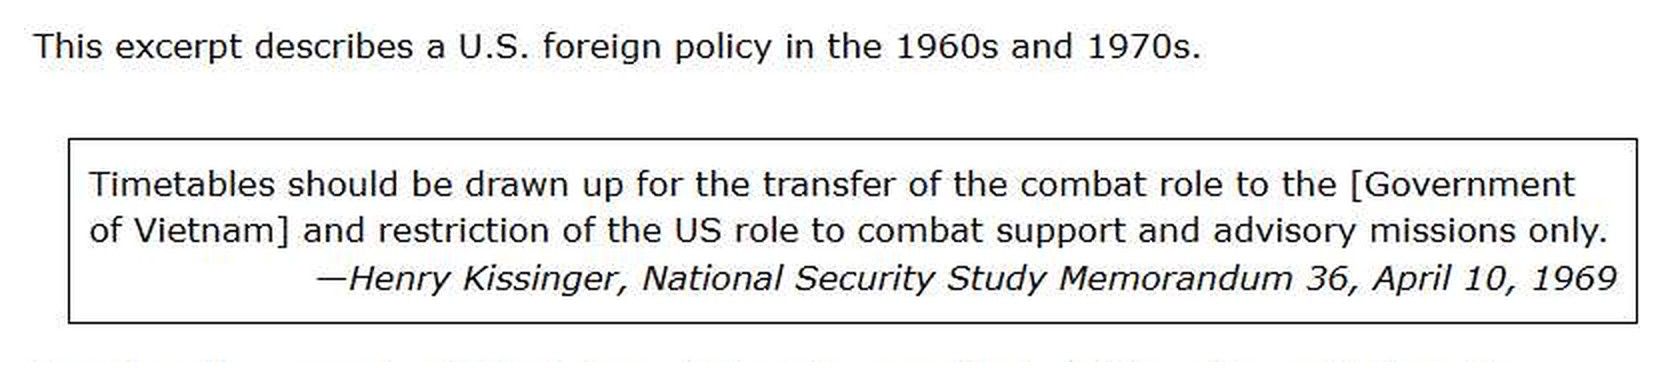 This excerpt describes a U.S. foreign policy in the 1960s and 1970s.
Timetables should be drawn up for the transfer of the combat role to the [Government
of Vietnam] and restriction of the US role to combat support and advisory missions only.
—Henry Kissinger, National Security Study Memorandum 36, April 10, 1969